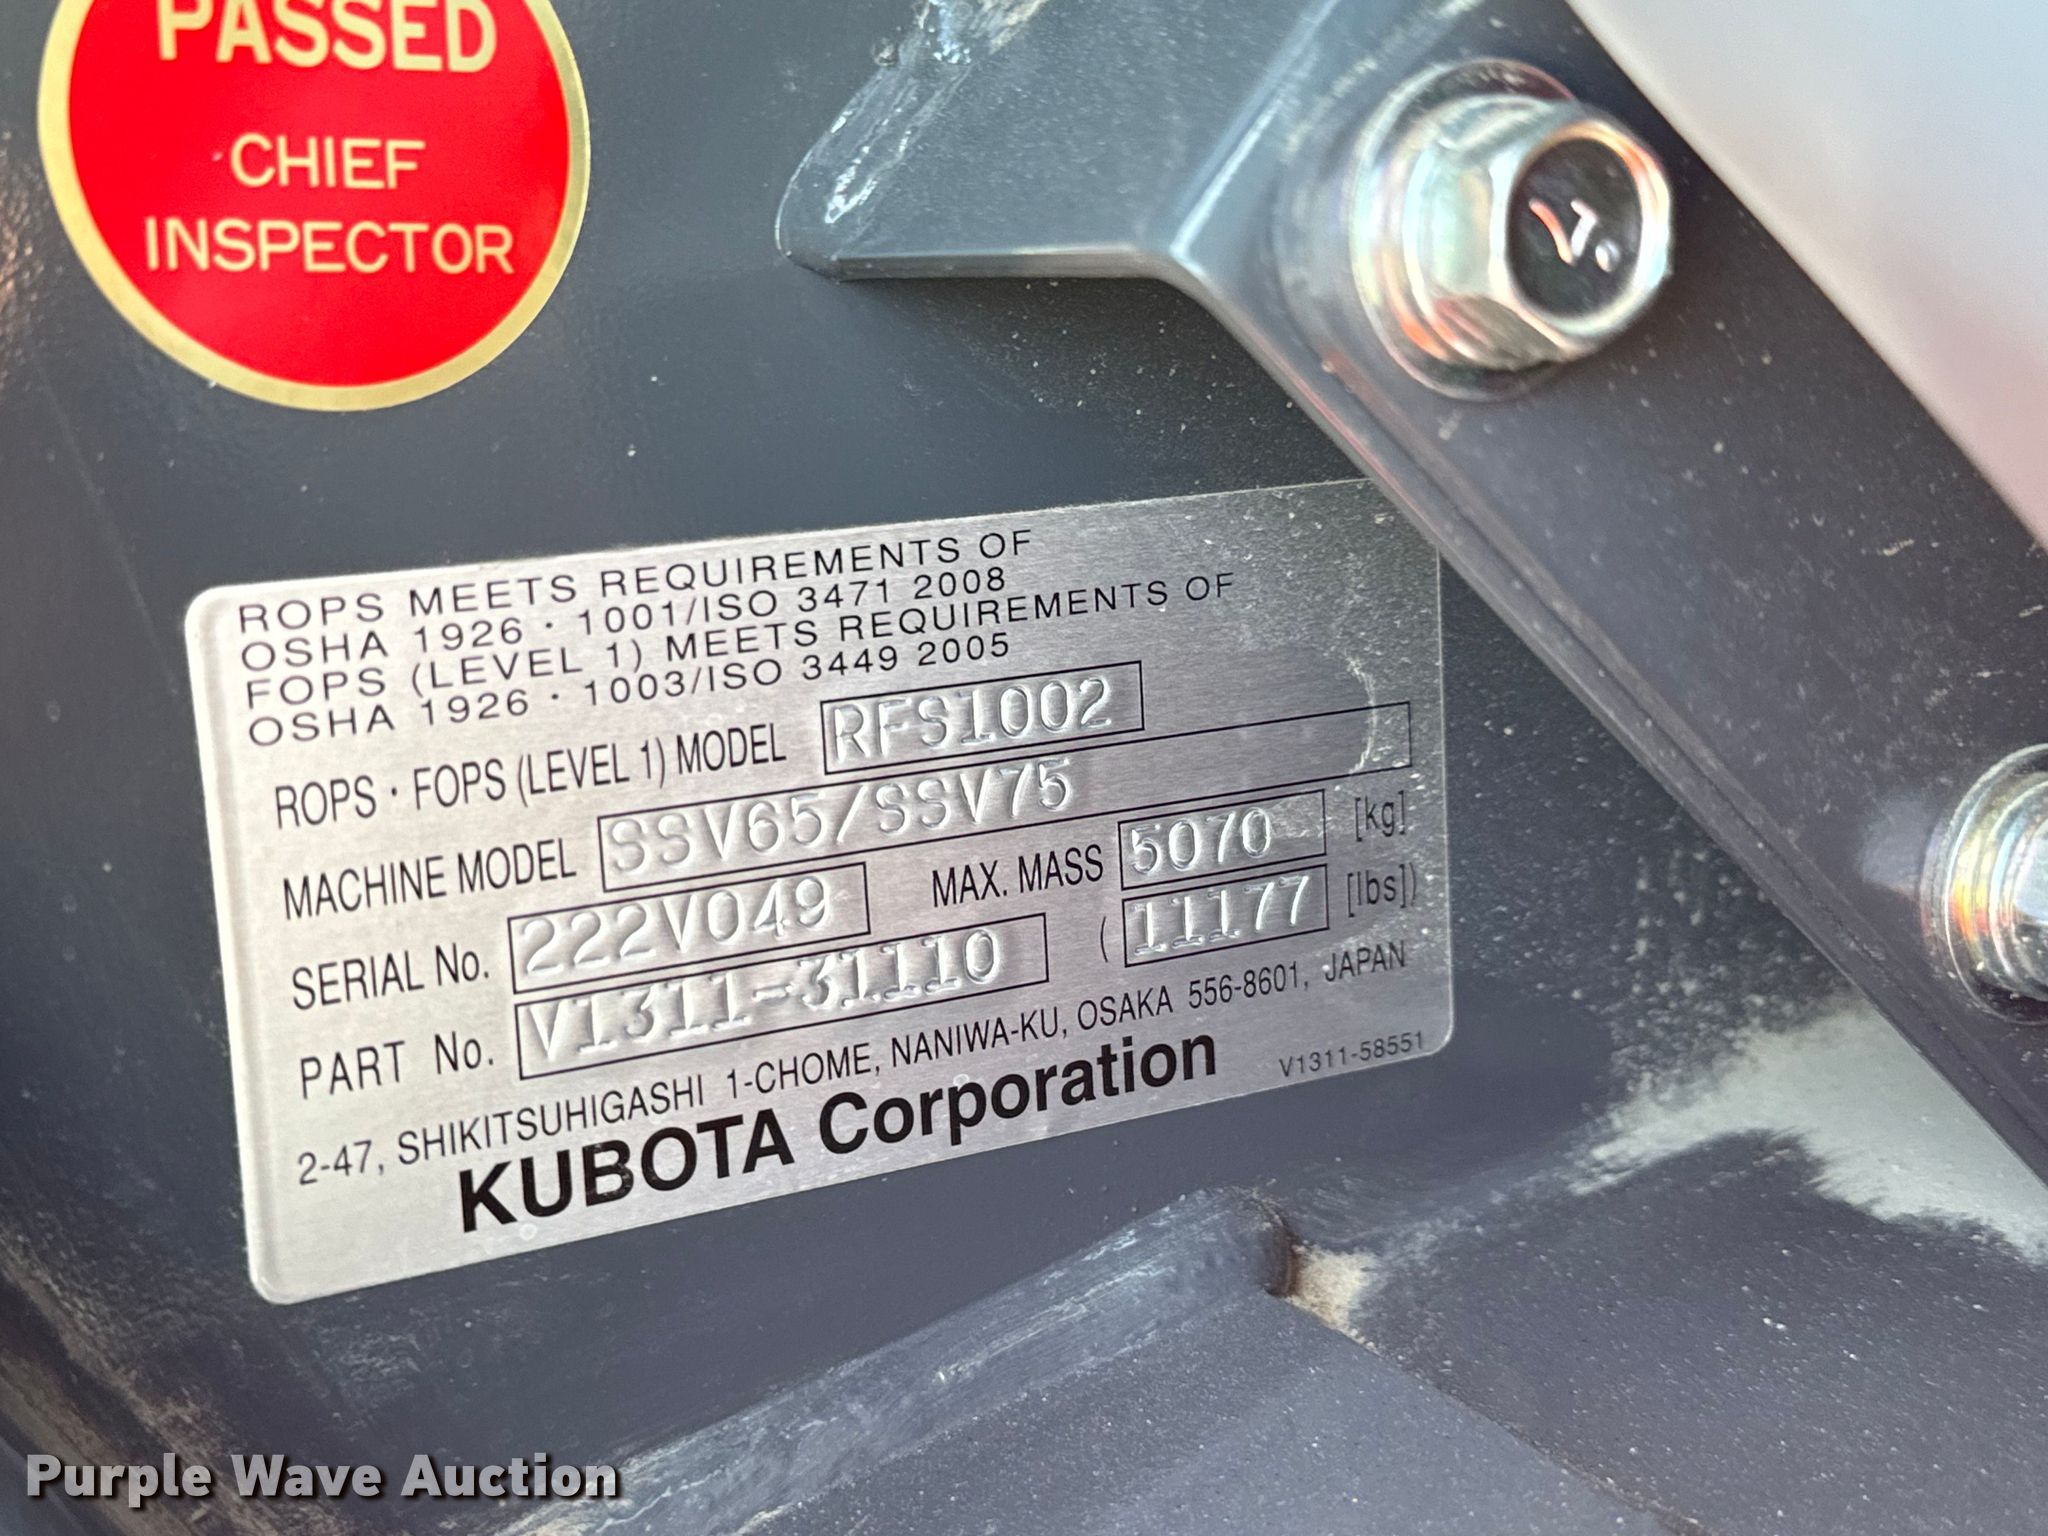 PASSED
CHIEF
INSPECTOR
7.
ROPS MEETS REQUIREMENTS OF
OSHA 1926 · 1001/ISO 3471 2008
FOPS (LEVEL 1) MEETS REQUIREMENTS OF
OSHA 1926 · 1003/ISO 3449 2005
ROPS · FOPS (LEVEL 1) MODEL RFS1002
MACHINE MODEL SSV65/SSV75
SERIAL No. 222V049 MAX. MASS 5070 [kg]
PART No. V1311-31110 (11177 [lbs])
2-47, SHIKITSUHIGASHI 1-CHOME, NANIWA-KU, OSAKA 556-8601, JAPAN
KUBOTA Corporation V1311-58551
Purple Wave Auction